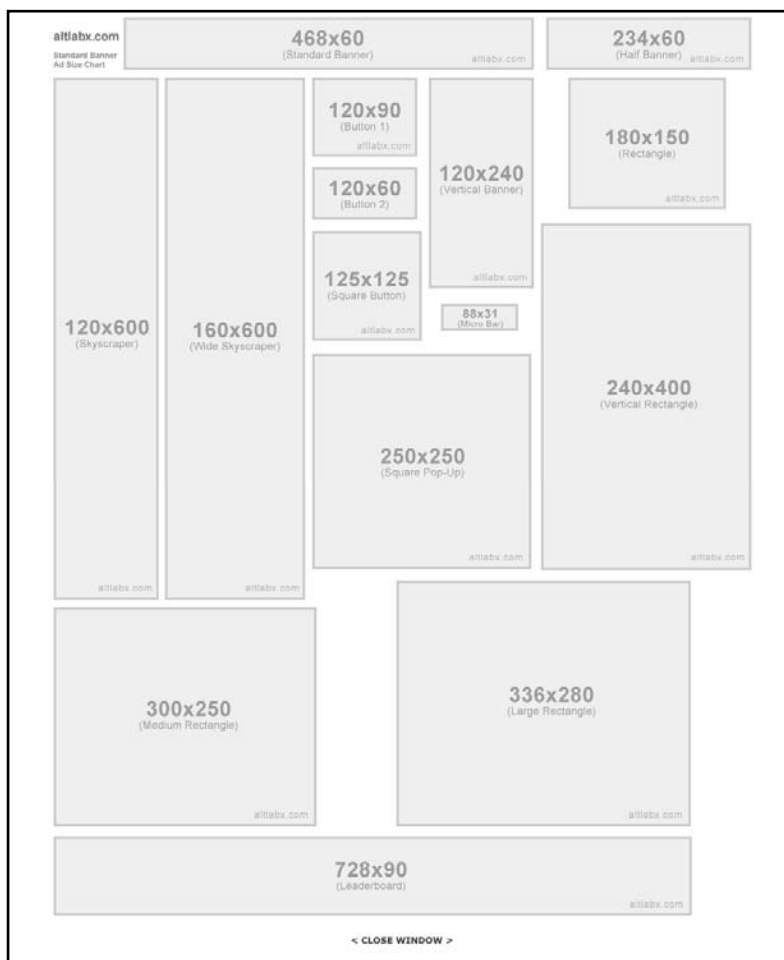 altlabx.com
Standard Banner
Ad Size Chart
468x60
(Standard Banner)
altlabx.com
234x60
(Half Banner)
altlabx.com
120x600
(Skyscraper)
altlabx.com
160x600
(Wide Skyscraper)
altlabx.com
120x90
(Button 1)
altlabx.com
120x60
(Button 2)
125x125
(Square Button)
altlabx.com
120x240
(Vertical Banner)
altlabx.com
88x31
(Micro Bar)
180x150
(Rectangle)
altlabx.com
240x400
(Vertical Rectangle)
altlabx.com
250x250
(Square Pop-Up)
altlabx.com
300x250
(Medium Rectangle)
altlabx.com
336x280
(Large Rectangle)
altlabx.com
728x90
(Leaderboard)
altlabx.com
< CLOSE WINDOW >